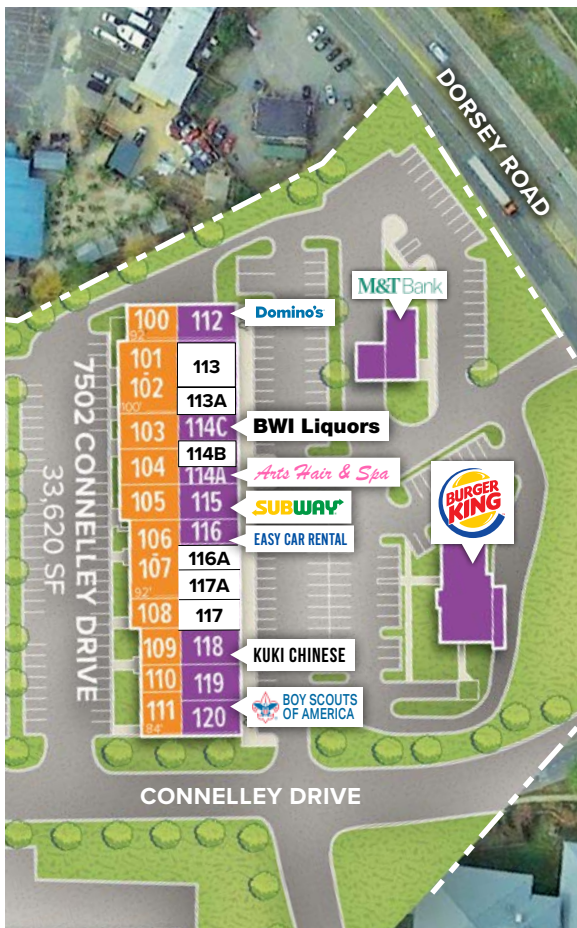 DORSEY ROAD
M&T Bank
100
92'
112
Domino's
101
-
102
100'
113
113A
103
114C
BWI Liquors
104
114B
114A
Arts Hair & Spa
105
115
SUBWAY
BURGER
KING
106
-
107
92'
116
EASY CAR RENTAL
116A
117A
108
117
109
118
KUKI CHINESE
110
119
111
84'
120
BOY SCOUTS
OF AMERICA
7502 CONNELLEY DRIVE
33,620 SF
CONNELLEY DRIVE